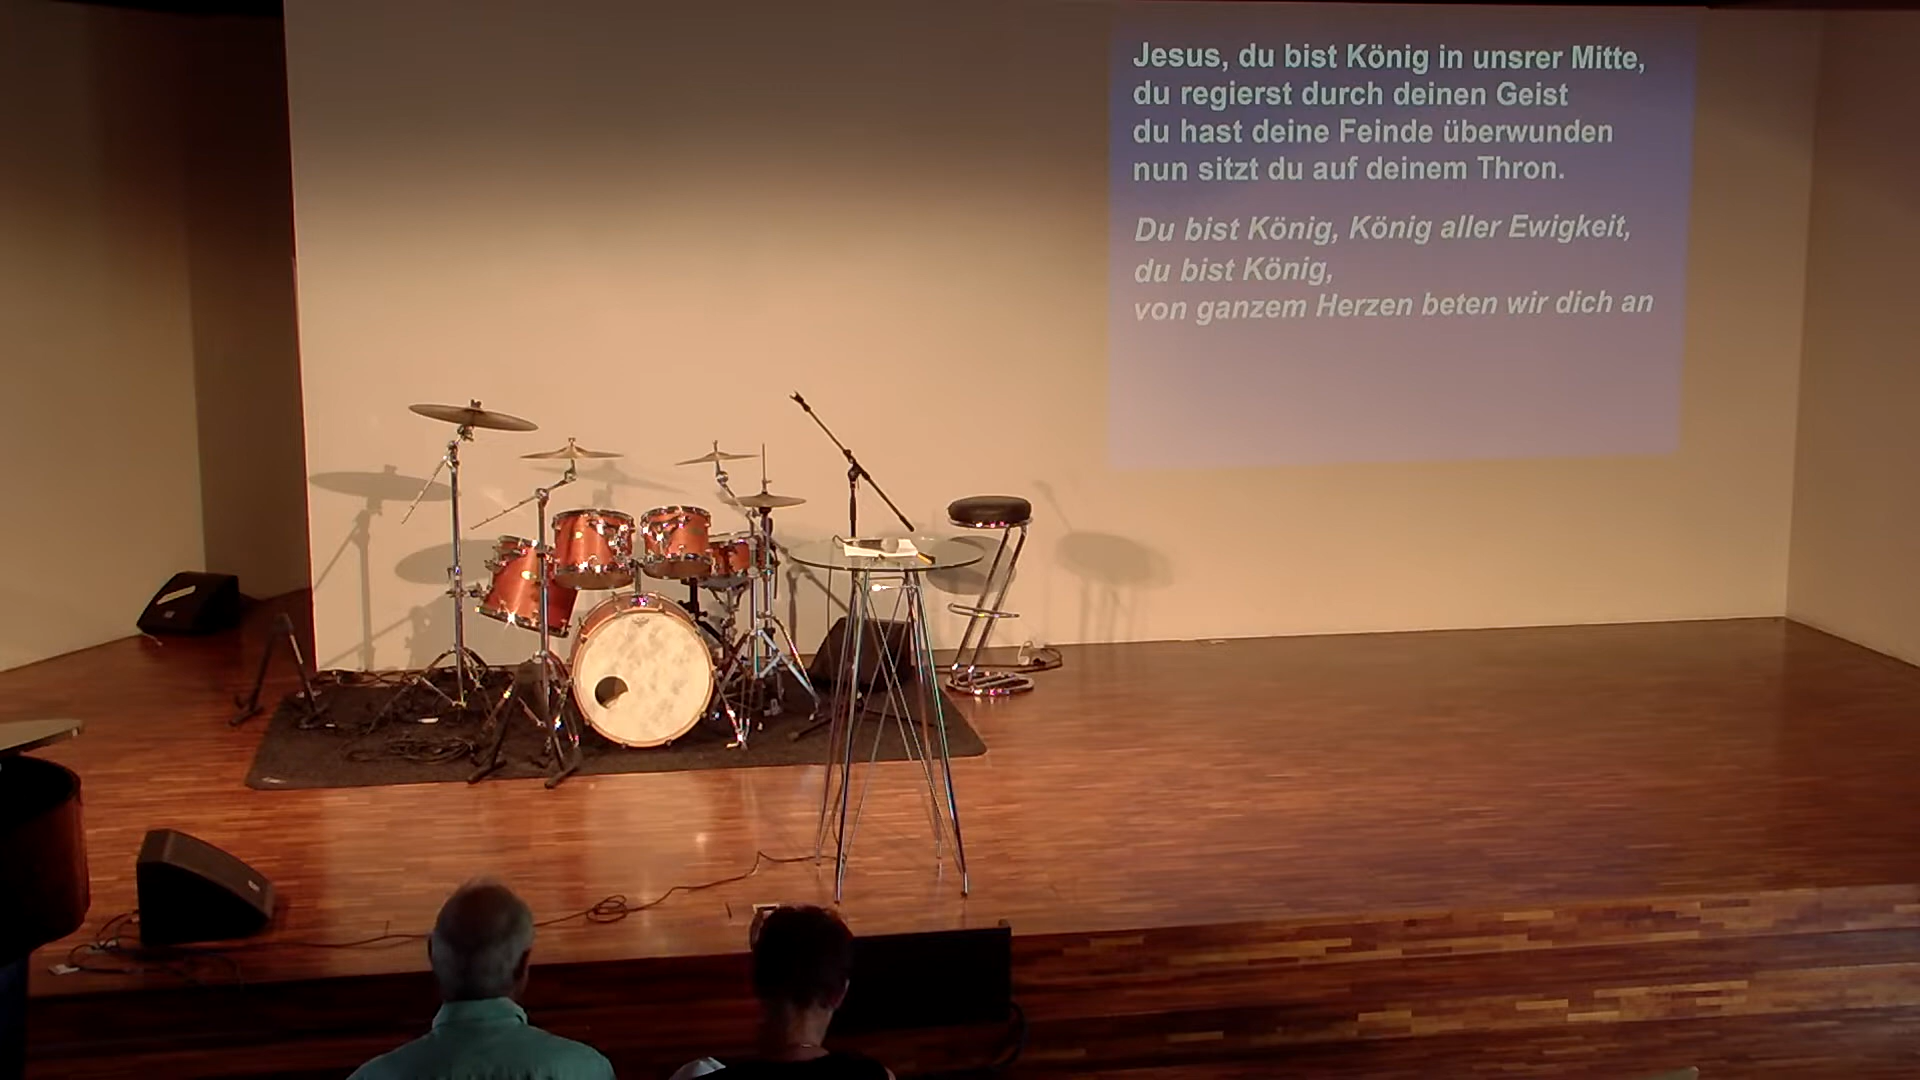 Jesus, du bist König in unsrer Mitte,
du regierst durch deinen Geist
du hast deine Feinde überwunden
nun sitzt du auf deinem Thron.
Du bist König, König aller Ewigkeit,
du bist König,
von ganzem Herzen beten wir dich an